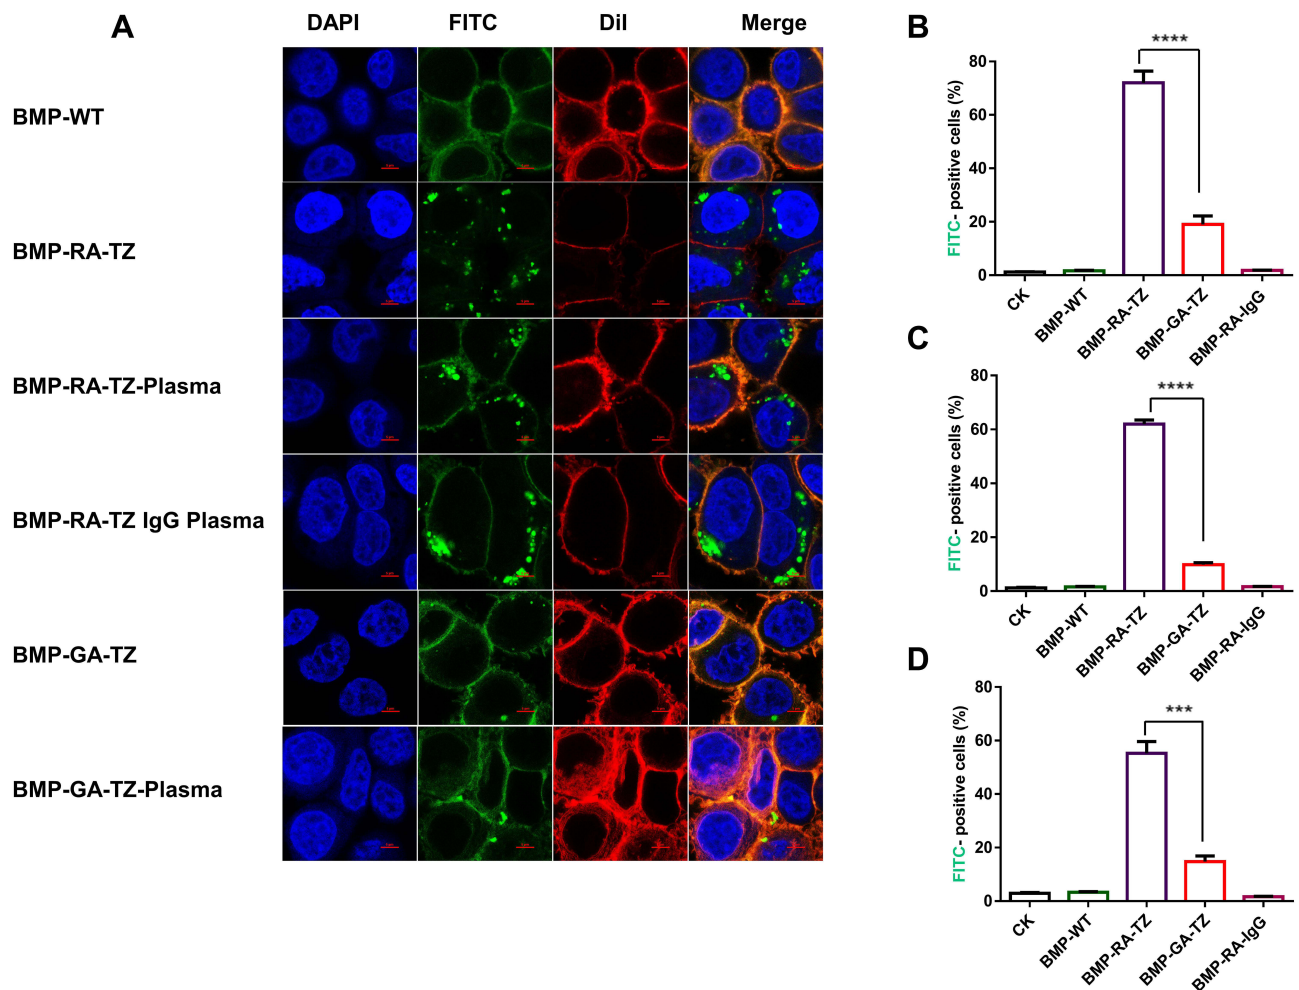 A
DAPI
FITC
DiI
Merge
BMP-WT
BMP-RA-TZ
BMP-RA-TZ-Plasma
BMP-RA-TZ IgG Plasma
BMP-GA-TZ
BMP-GA-TZ-Plasma
B
FITC- positive cells (%)
80
60
40
20
0
****
CK
BMP-WT
BMP-RA-TZ
BMP-GA-TZ
BMP-RA-IgG
C
FITC- positive cells (%)
80
60
40
20
0
****
CK
BMP-WT
BMP-RA-TZ
BMP-GA-TZ
BMP-RA-IgG
D
FITC- positive cells (%)
80
60
40
20
0
***
CK
BMP-WT
BMP-RA-TZ
BMP-GA-TZ
BMP-RA-IgG